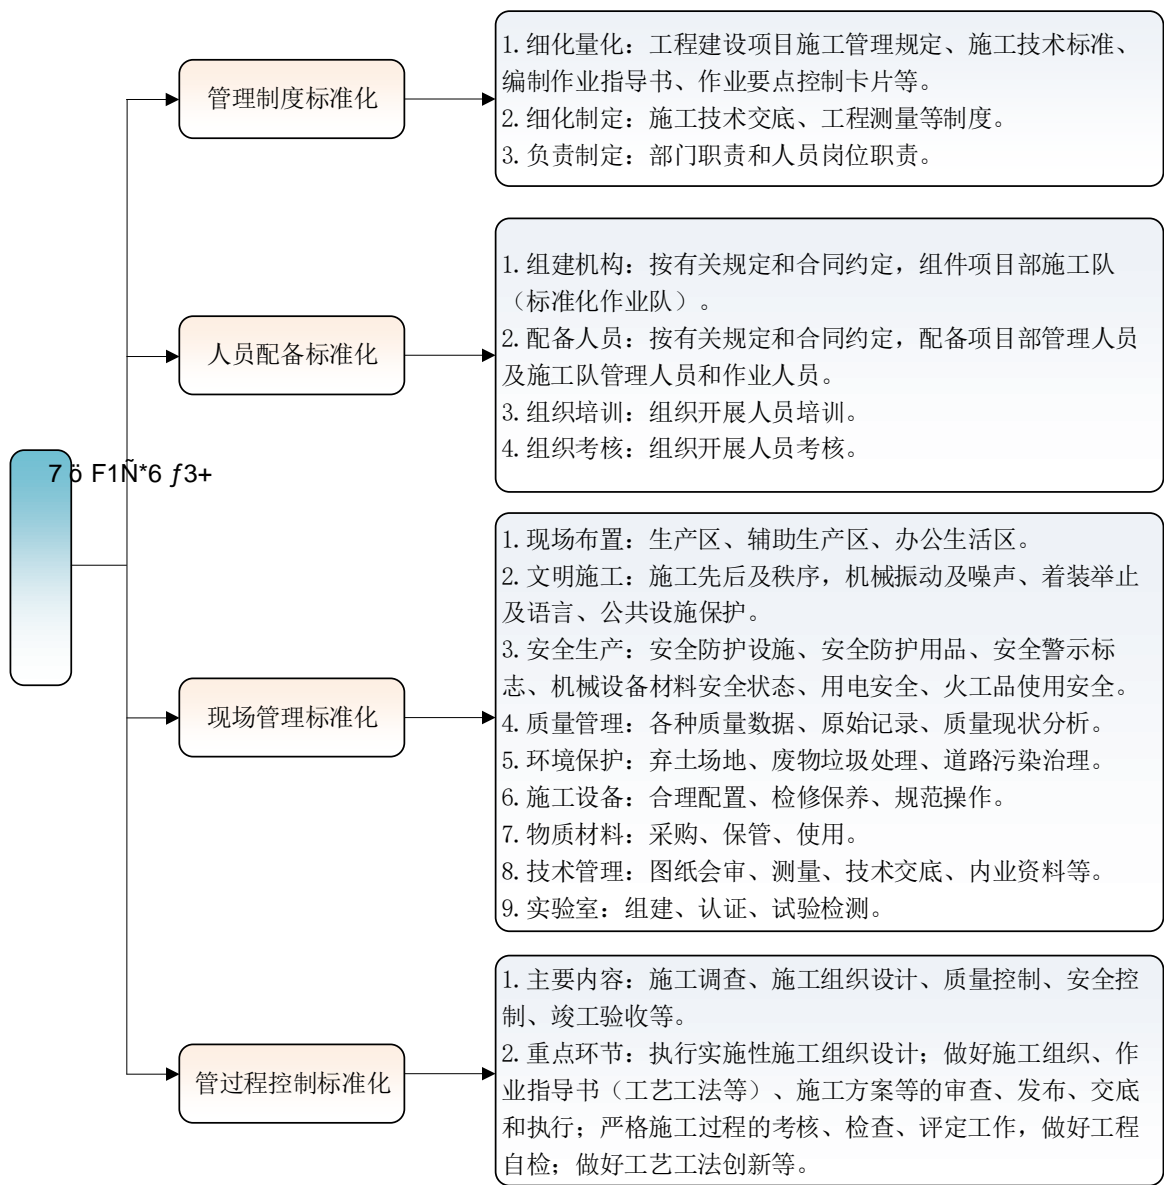 管理制度标准化
1.细化量化：工程建设项目施工管理规定、施工技术标准、
编制作业指导书、作业要点控制卡片等。
2.细化制定：施工技术交底、工程测量等制度。
3.负责制定：部门职责和人员岗位职责。
人员配备标准化
1.组建机构：按有关规定和合同约定，组件项目部施工队
（标准化作业队）。
2.配备人员：按有关规定和合同约定，配备项目部管理人员
及施工队管理人员和作业人员。
3.组织培训：组织开展人员培训。
4.组织考核：组织开展人员考核。
7 ö F1Ñ*6 ƒ3+
现场管理标准化
1.现场布置：生产区、辅助生产区、办公生活区。
2.文明施工：施工先后及秩序，机械振动及噪声、着装举止
及语言、公共设施保护。
3.安全生产：安全防护设施、安全防护用品、安全警示标
志、机械设备材料安全状态、用电安全、火工品使用安全。
4.质量管理：各种质量数据、原始记录、质量现状分析。
5.环境保护：弃土场地、废物垃圾处理、道路污染治理。
6.施工设备：合理配置、检修保养、规范操作。
7.物质材料：采购、保管、使用。
8.技术管理：图纸会审、测量、技术交底、内业资料等。
9.实验室：组建、认证、试验检测。
管过程控制标准化
1.主要内容：施工调查、施工组织设计、质量控制、安全控
制、竣工验收等。
2.重点环节：执行实施性施工组织设计；做好施工组织、作
业指导书（工艺工法等）、施工方案等的审查、发布、交底
和执行；严格施工过程的考核、检查、评定工作，做好工程
自检；做好工艺工法创新等。